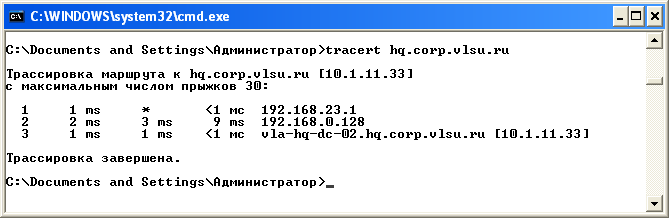 C:\WINDOWS\system32\cmd.exe
C:\Documents and Settings\Администратор>tracert hq.corp.vlsu.ru
Трассировка маршрута к hq.corp.vlsu.ru [10.1.11.33]
с максимальным числом прыжков 30:
1 1 ms * <1 мс 192.168.23.1
2 2 ms 3 ms 9 ms 192.168.0.128
3 1 ms 1 ms <1 мс vla-hq-dc-02.hq.corp.vlsu.ru [10.1.11.33]
Трассировка завершена.
C:\Documents and Settings\Администратор>_